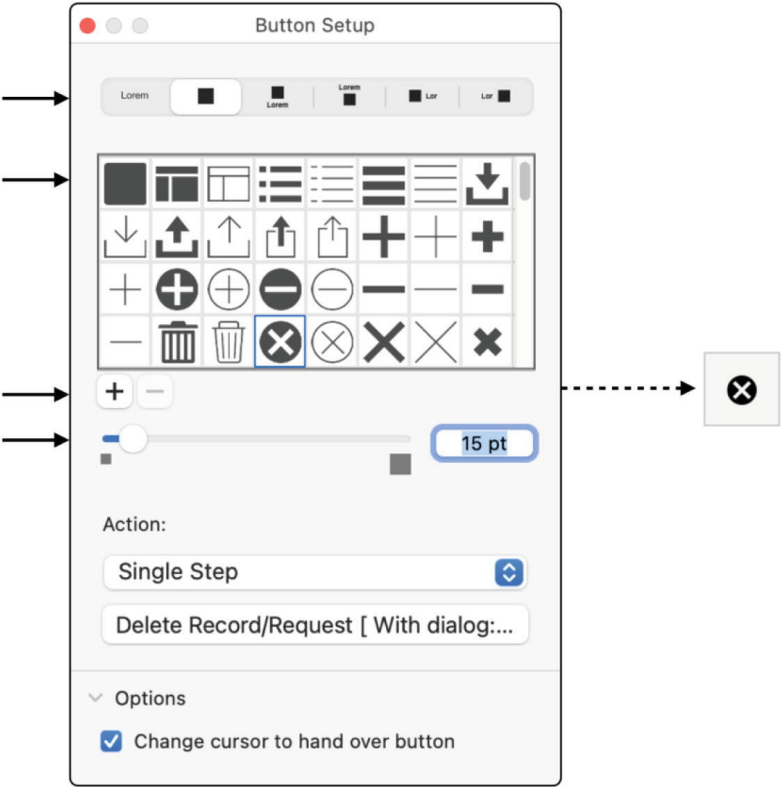 Button Setup
Lorem
Lorem
Lorem
Lor
Lor
15 pt
Action:
Single Step
Delete Record/Request [ With dialog:...
Options
Change cursor to hand over button